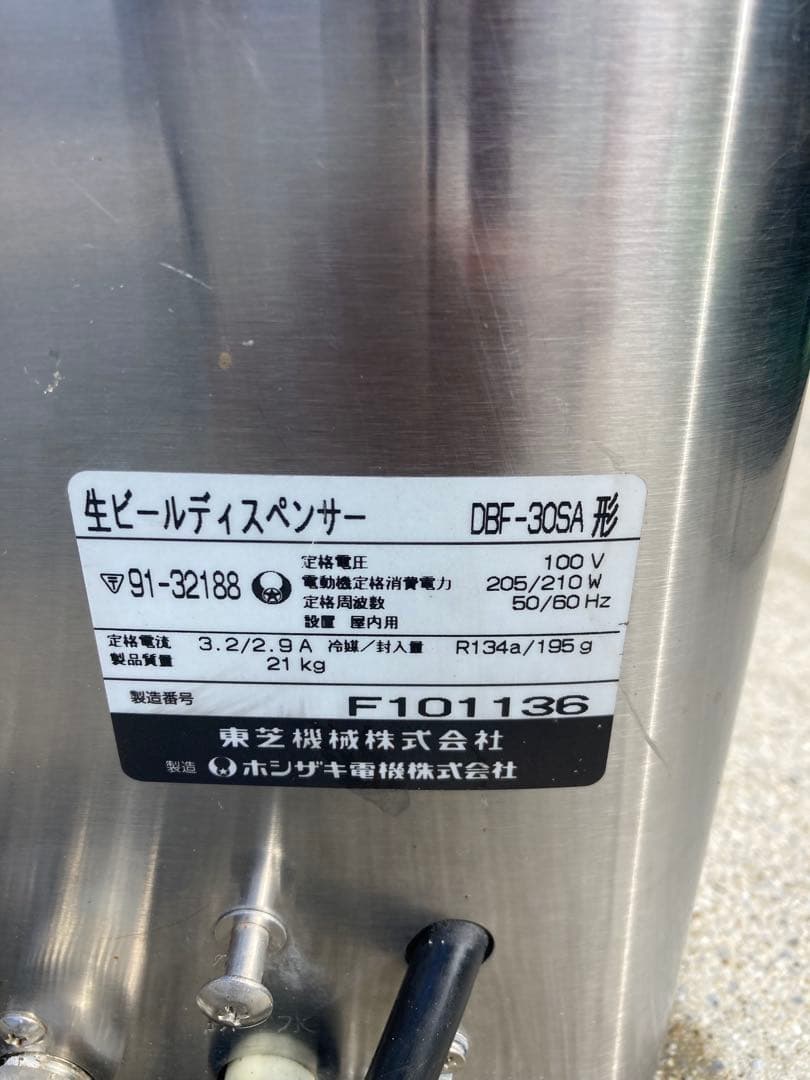 生ビールディスペンサー DBF-30SA 形
〒91-32188
定格電圧 100 V
電動機定格消費電力 205/210 W
定格周波数 50/60 Hz
設置 屋内用
定格電流 3.2/2.9 A 冷媒/封入量 R134a/195 g
製品質量 21 kg
製造番号 F101136
東芝機械株式会社
製造 ホシザキ電機株式会社
水